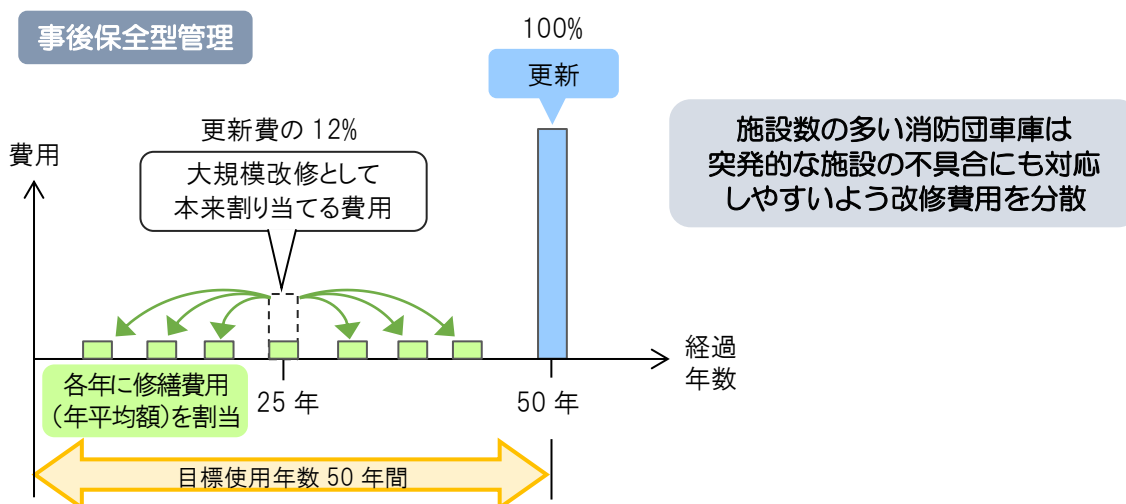 事後保全型管理
100%
更新
更新費の 12%
費用
大規模改修として
本来割り当てる費用
施設数の多い消防団車庫は
突発的な施設の不具合にも対応
しやすいよう改修費用を分散
各年に修繕費用
（年平均額）を割当
25 年
50 年
経過
年数
目標使用年数 50 年間